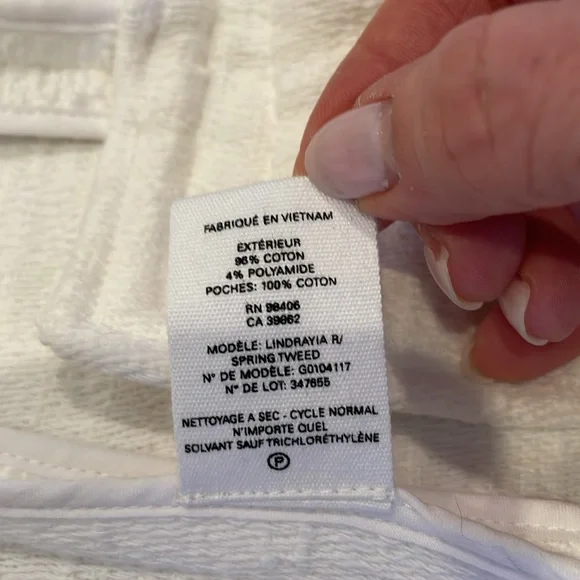 FABRIQUÉ EN VIETNAM
EXTÉRIEUR
96% COTON
4% POLYAMIDE
POCHES: 100% COTON
RN 98406
CA 39662
MODÈLE: LINDRAYIA R/
SPRING TWEED
N° DE MODÈLE: G0104117
N° DE LOT: 347655
NETTOYAGE A SEC - CYCLE NORMAL
N'IMPORTE QUEL
SOLVANT SAUF TRICHLORÉTHYLÈNE
P